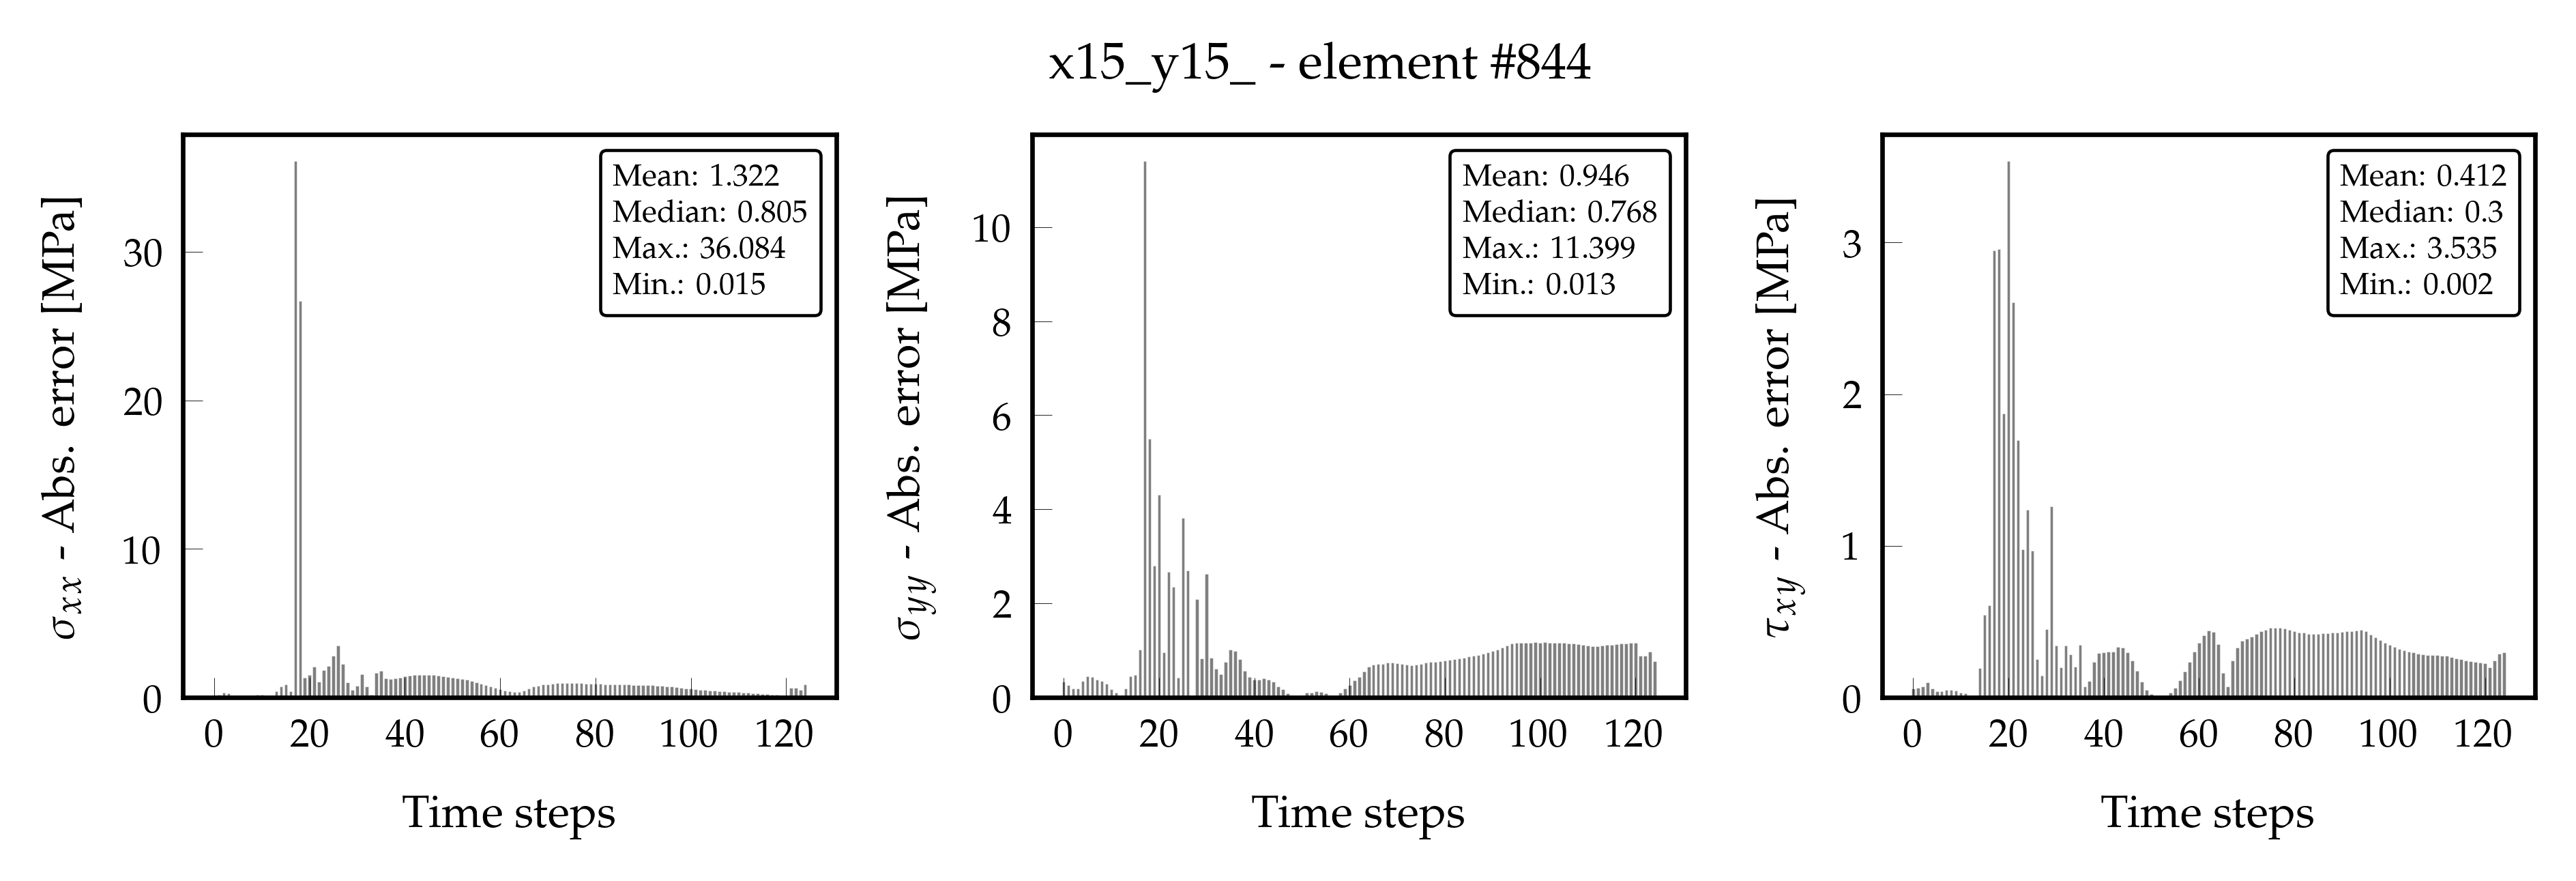 x15_y15_ - element #844
σxx - Abs. error [MPa]
30
20
10
0
Mean: 1.322
Median: 0.805
Max.: 36.084
Min.: 0.015
0 20 40 60 80 100 120
Time steps
σyy - Abs. error [MPa]
10
8
6
4
2
0
Mean: 0.946
Median: 0.768
Max.: 11.399
Min.: 0.013
0 20 40 60 80 100 120
Time steps
τxy - Abs. error [MPa]
3
2
1
0
Mean: 0.412
Median: 0.3
Max.: 3.535
Min.: 0.002
0 20 40 60 80 100 120
Time steps